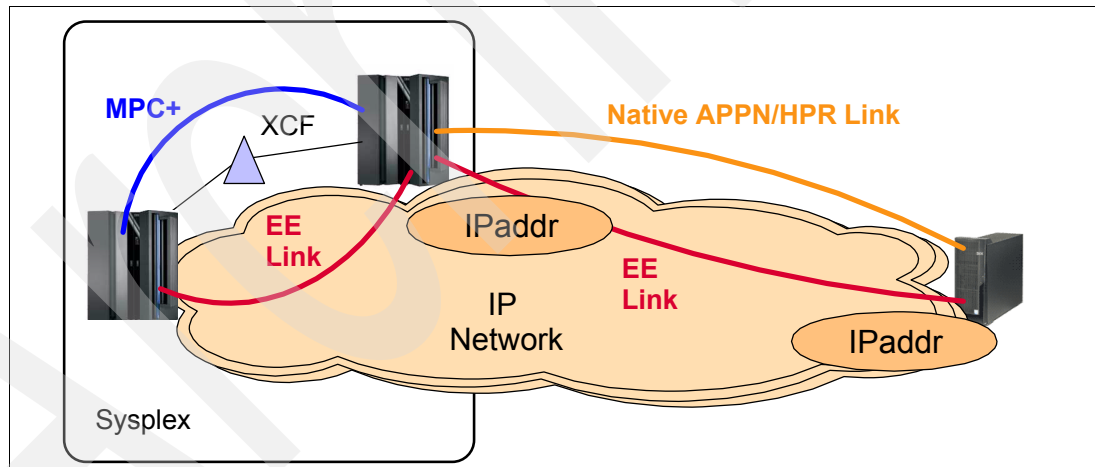 MPC+
XCF
Native APPN/HPR Link
IPaddr
EE
Link
EE
Link
IP
Network
IPaddr
Sysplex